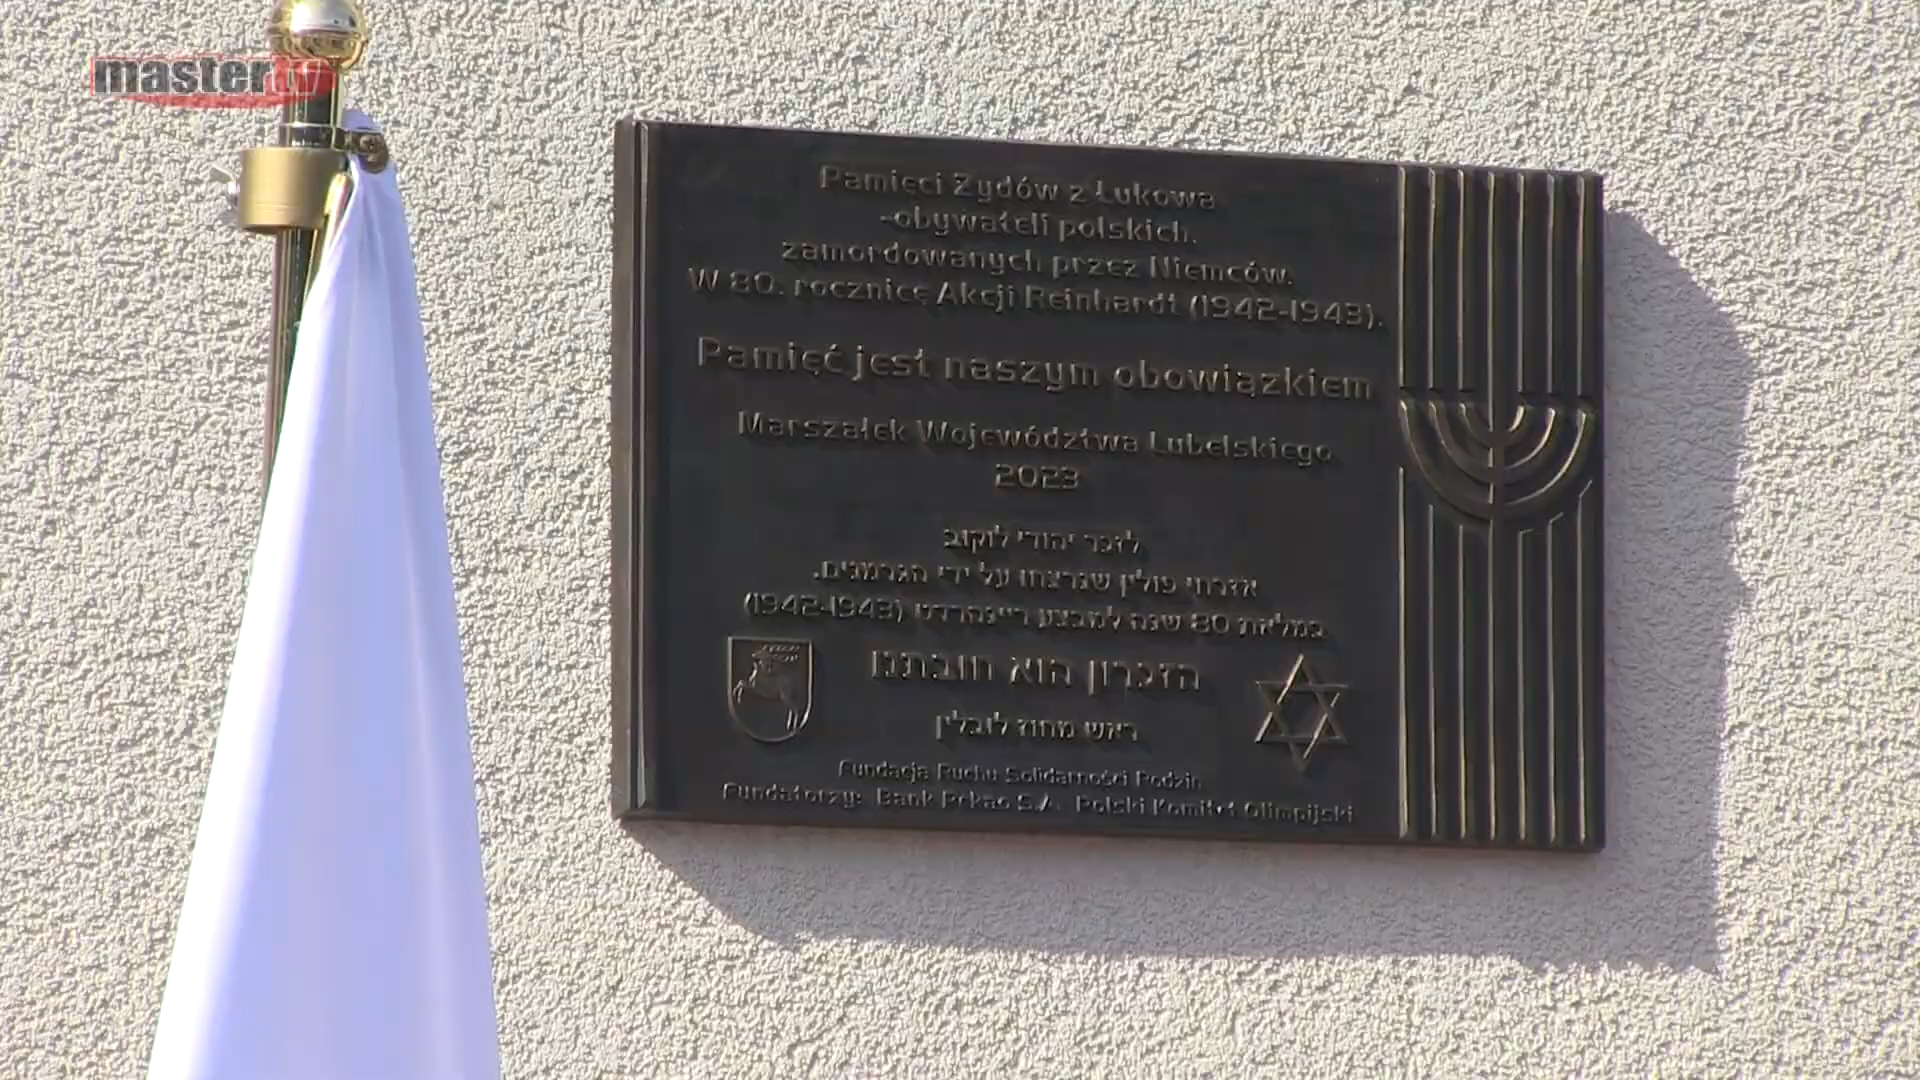 mastertv
Pamięci Żydów z Łukowa
-obywateli polskich,
zamordowanych przez Niemców.
W 80. rocznicę Akcji Reinhardt (1942-1943).
Pamięć jest naszym obowiązkiem
Marszałek Województwa Lubelskiego
2023
לזכר יהודי לוקוב
אזרחי פולין שנרצחו על ידי הגרמנים.
במלאת 80 שנה למבצע ריינהרדט (1942-1943)
הזכרון הוא חובתנו
ראש מחוז לובלין
Fundacja Ruchu Solidarności Rodzin
Fundatorzy: Bank Pekao S.A. Polski Komitet Olimpijski